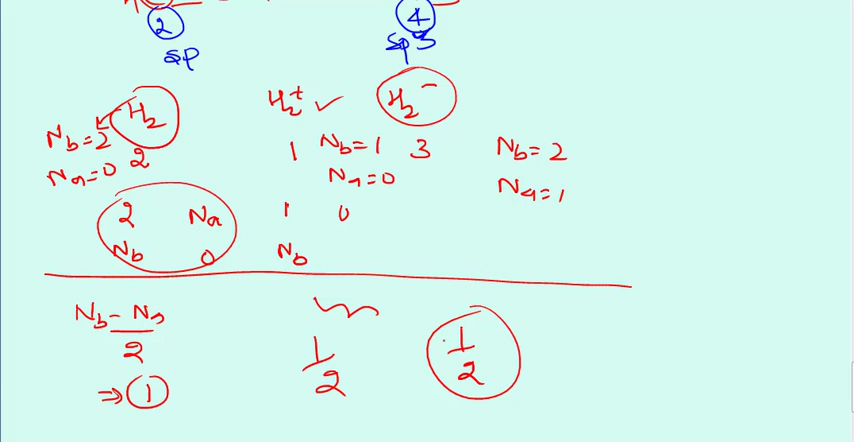 2 4
sp sp3
H2 H2+ ✓ H2-
Nb=2 2 1 Nb=1 3 Nb=2
Na=0 Na=0 Na=1
2 Na 1 0
Nb 0 Nb
Nb-Na
2
1/2 1/2
⇒ 1